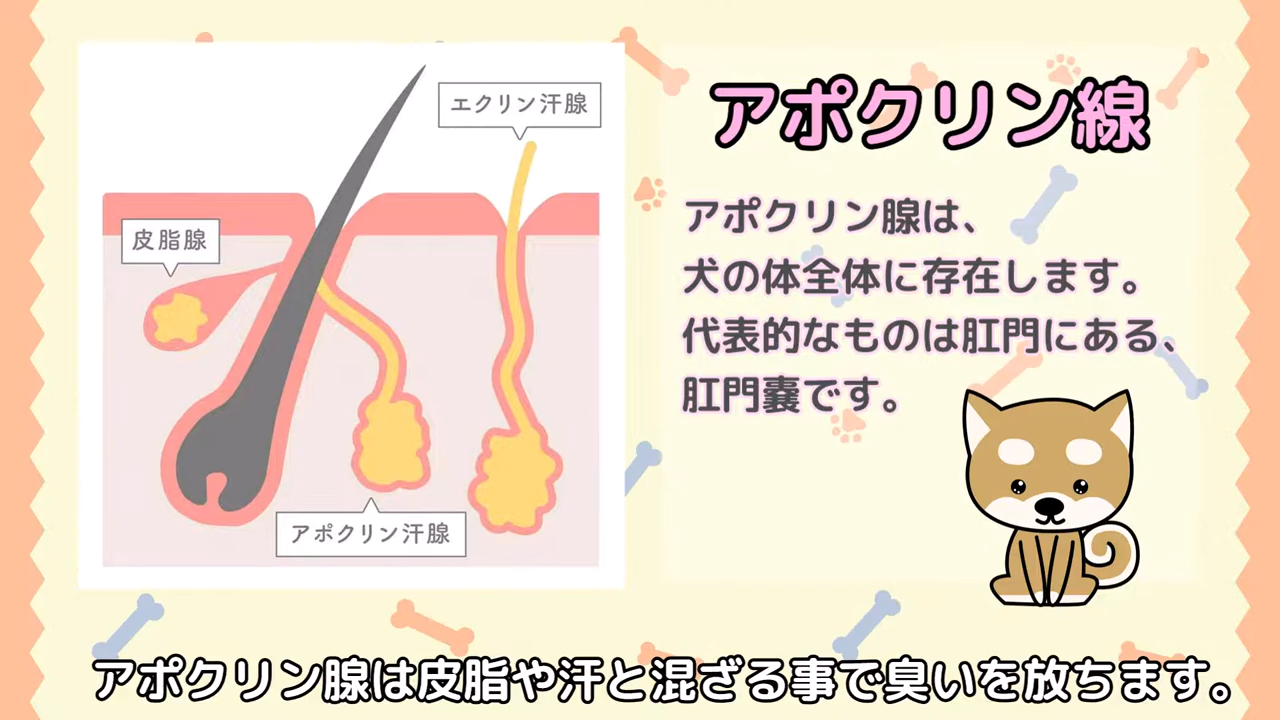 エクリン汗腺
皮脂腺
アポクリン汗腺
アポクリン線
アポクリン腺は、
犬の体全体に存在します。
代表的なものは肛門にある、
肛門嚢です。
アポクリン腺は皮脂や汗と混ざる事で臭いを放ちます。